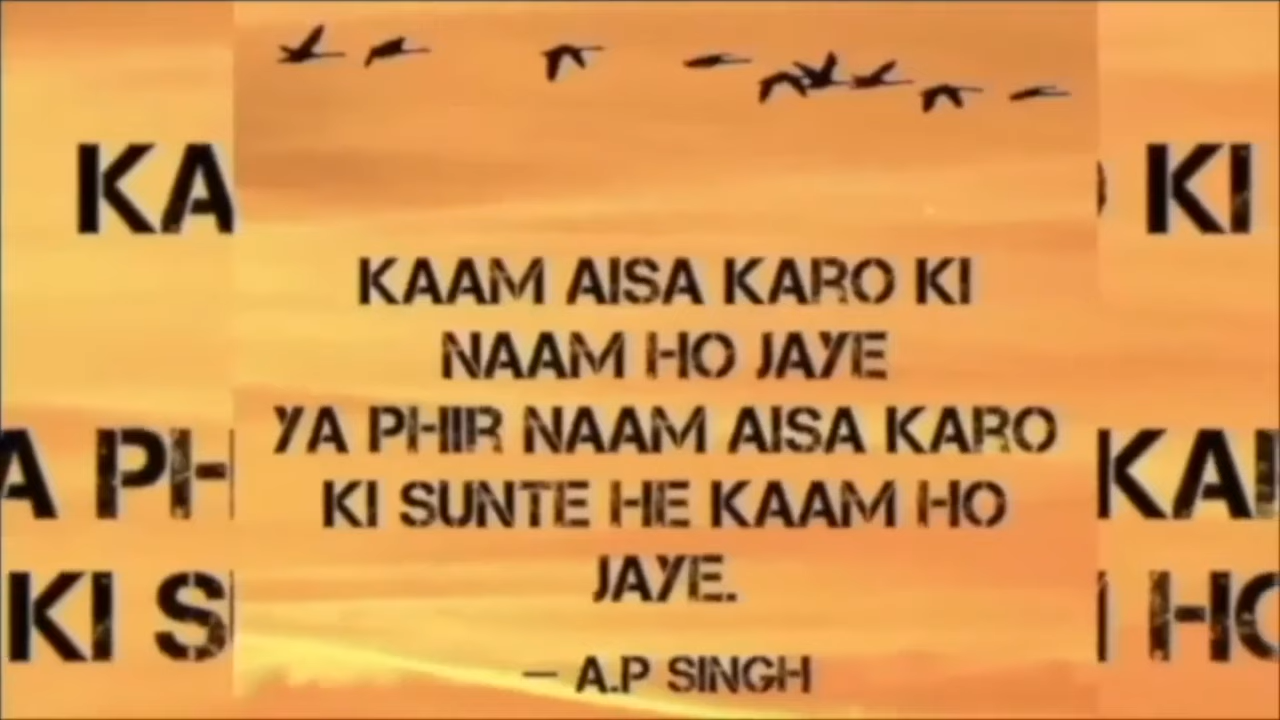 KAAM AISA KARO KI
NAAM HO JAYE
YA PHIR NAAM AISA KARO
KI SUNTE HE KAAM HO
JAYE.
— A.P SINGH